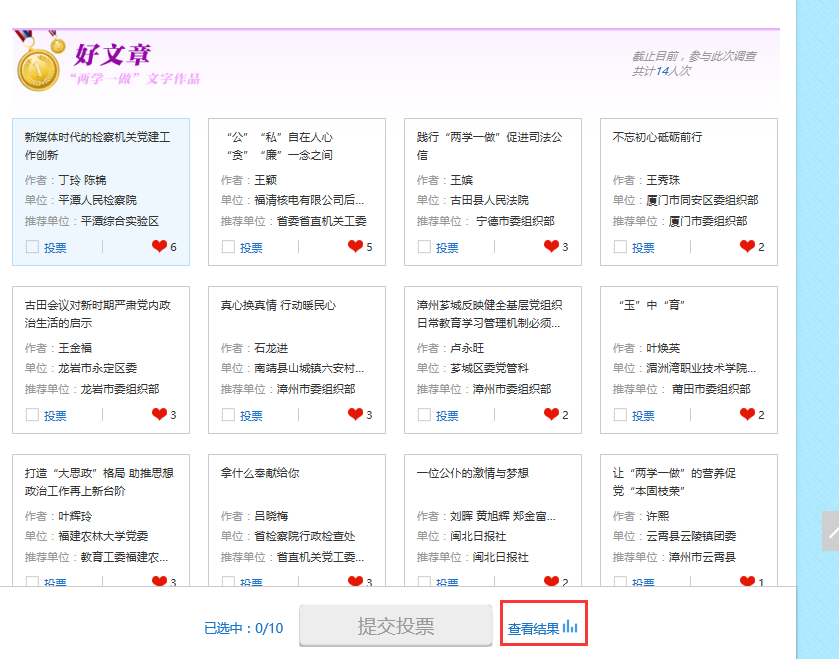 好文章
“两学一做”文字作品
截止目前，参与此次调查
共计14人次
新媒体时代的检察机关党建工
作创新
作者：丁玲 陈锦
单位：平潭人民检察院
推荐单位：平潭综合实验区
投票 6
“公” “私”自在人心
“贪” “廉”一念之间
作者：王颖
单位：福清核电有限公司后...
推荐单位：省委省直机关工委
投票 5
践行“两学一做”促进司法公
信
作者：王嫔
单位：古田县人民法院
推荐单位： 宁德市委组织部
投票 3
不忘初心砥砺前行
作者：王秀珠
单位：厦门市同安区委组织部
推荐单位：厦门市委组织部
投票 2
古田会议对新时期严肃党内政
治生活的启示
作者：王金福
单位：龙岩市永定区委
推荐单位：龙岩市委组织部
投票 3
真心换真情 行动暖民心
作者：石龙进
单位：南靖县山城镇六安村...
推荐单位：漳州市委组织部
投票 3
漳州芗城反映健全基层党组织
日常教育学习管理机制必须...
作者：卢永旺
单位：芗城区委党管科
推荐单位：漳州市委组织部
投票 2
“玉”中“育”
作者：叶焕英
单位：湄洲湾职业技术学院...
推荐单位： 莆田市委组织部
投票 2
打造“大思政”格局 助推思想
政治工作再上新台阶
作者：叶辉玲
单位：福建农林大学党委
推荐单位：教育工委福建农...
投票 3
拿什么奉献给你
作者：吕晓梅
单位：省检察院行政检查处
推荐单位：省直机关党工委...
投票 3
一位公仆的激情与梦想
作者：刘晖 黄旭辉 郑金富...
单位：闽北日报社
推荐单位：闽北日报社
投票 2
让“两学一做”的营养促
党“本固枝荣”
作者：许熙
单位：云霄县云陵镇团委
推荐单位：漳州市云霄县
投票 1
已选中：0/10
提交投票
查看结果